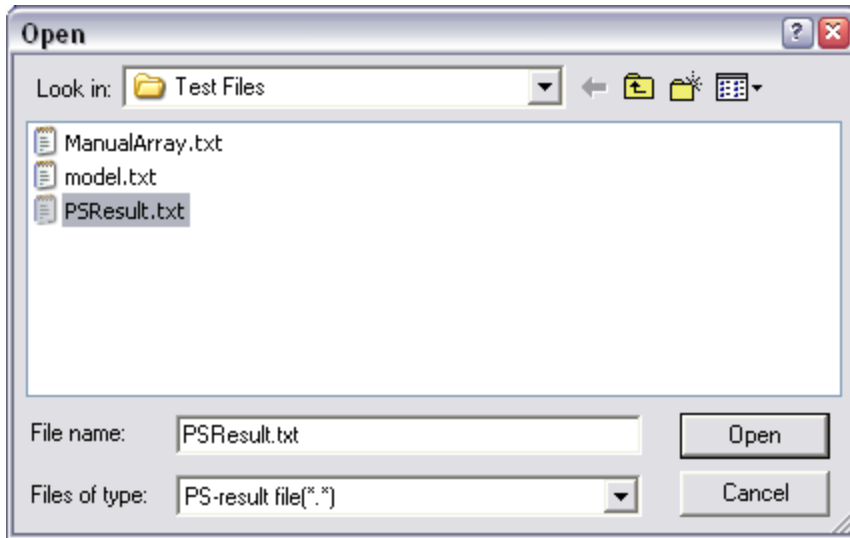 Open
Look in: Test Files
ManualArray.txt
model.txt
PSResult.txt
File name: PSResult.txt Open
Files of type: PS-result file(*.*) Cancel